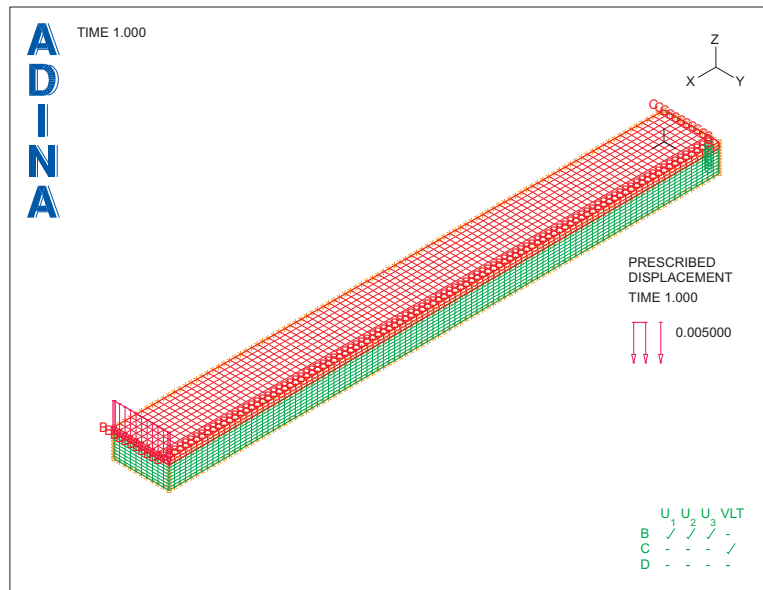 ADINA
TIME 1.000
Z
X
Y
C
PRESCRIBED
DISPLACEMENT
TIME 1.000
0.005000
B
U1 U2 U3 VLT
B ✓ ✓ ✓ -
C - - - ✓
D - - - -